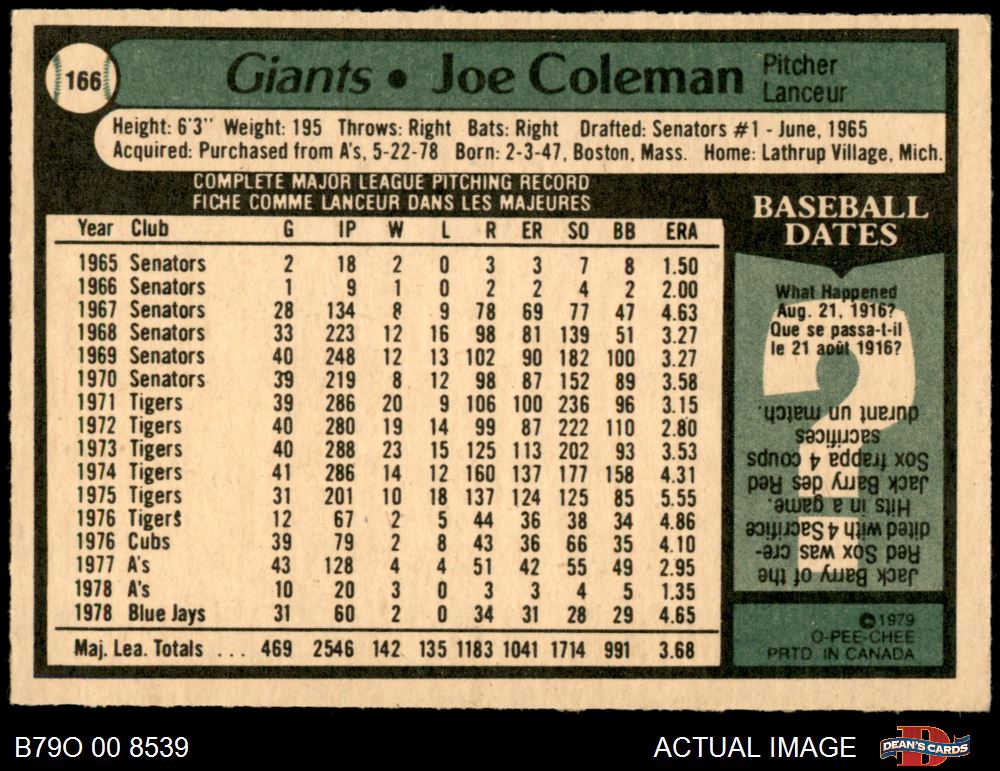 166
Giants • Joe Coleman Pitcher
Lanceur
Height: 6'3" Weight: 195 Throws: Right Bats: Right Drafted: Senators #1 - June, 1965
Acquired: Purchased from A's, 5-22-78 Born: 2-3-47, Boston, Mass. Home: Lathrup Village, Mich.
COMPLETE MAJOR LEAGUE PITCHING RECORD
FICHE COMME LANCEUR DANS LES MAJEURES
Year Club G IP W L R ER SO BB ERA
1965 Senators 2 18 2 0 3 3 7 8 1.50
1966 Senators 1 9 1 0 2 2 4 2 2.00
1967 Senators 28 134 8 9 78 69 77 47 4.63
1968 Senators 33 223 12 16 98 81 139 51 3.27
1969 Senators 40 248 12 13 102 90 182 100 3.27
1970 Senators 39 219 8 12 98 87 152 89 3.58
1971 Tigers 39 286 20 9 106 100 236 96 3.15
1972 Tigers 40 280 19 14 99 87 222 110 2.80
1973 Tigers 40 288 23 15 125 113 202 93 3.53
1974 Tigers 41 286 14 12 160 137 177 158 4.31
1975 Tigers 31 201 10 18 137 124 125 85 5.55
1976 Tigers 12 67 2 5 44 36 38 34 4.86
1976 Cubs 39 79 2 8 43 36 66 35 4.10
1977 A's 43 128 4 4 51 42 55 49 2.95
1978 A's 10 20 3 0 3 3 4 5 1.35
1978 Blue Jays 31 60 2 0 34 31 28 29 4.65
Maj. Lea. Totals ... 469 2546 142 135 1183 1041 1714 991 3.68
BASEBALL
DATES
What Happened
Aug. 21, 1916?
Que se passa-t-il
le 21 août 1916?
Jack Barry of the
Red Sox was cre-
dited with 4 Sacrifice
Hits in a game.
Jack Barry des Red
Sox frappa 4 coups
sacrifices
durant un match.
©1979
O-PEE-CHEE
PRTD IN CANADA
B79O 00 8539
ACTUAL IMAGE
D
DEAN'S CARDS